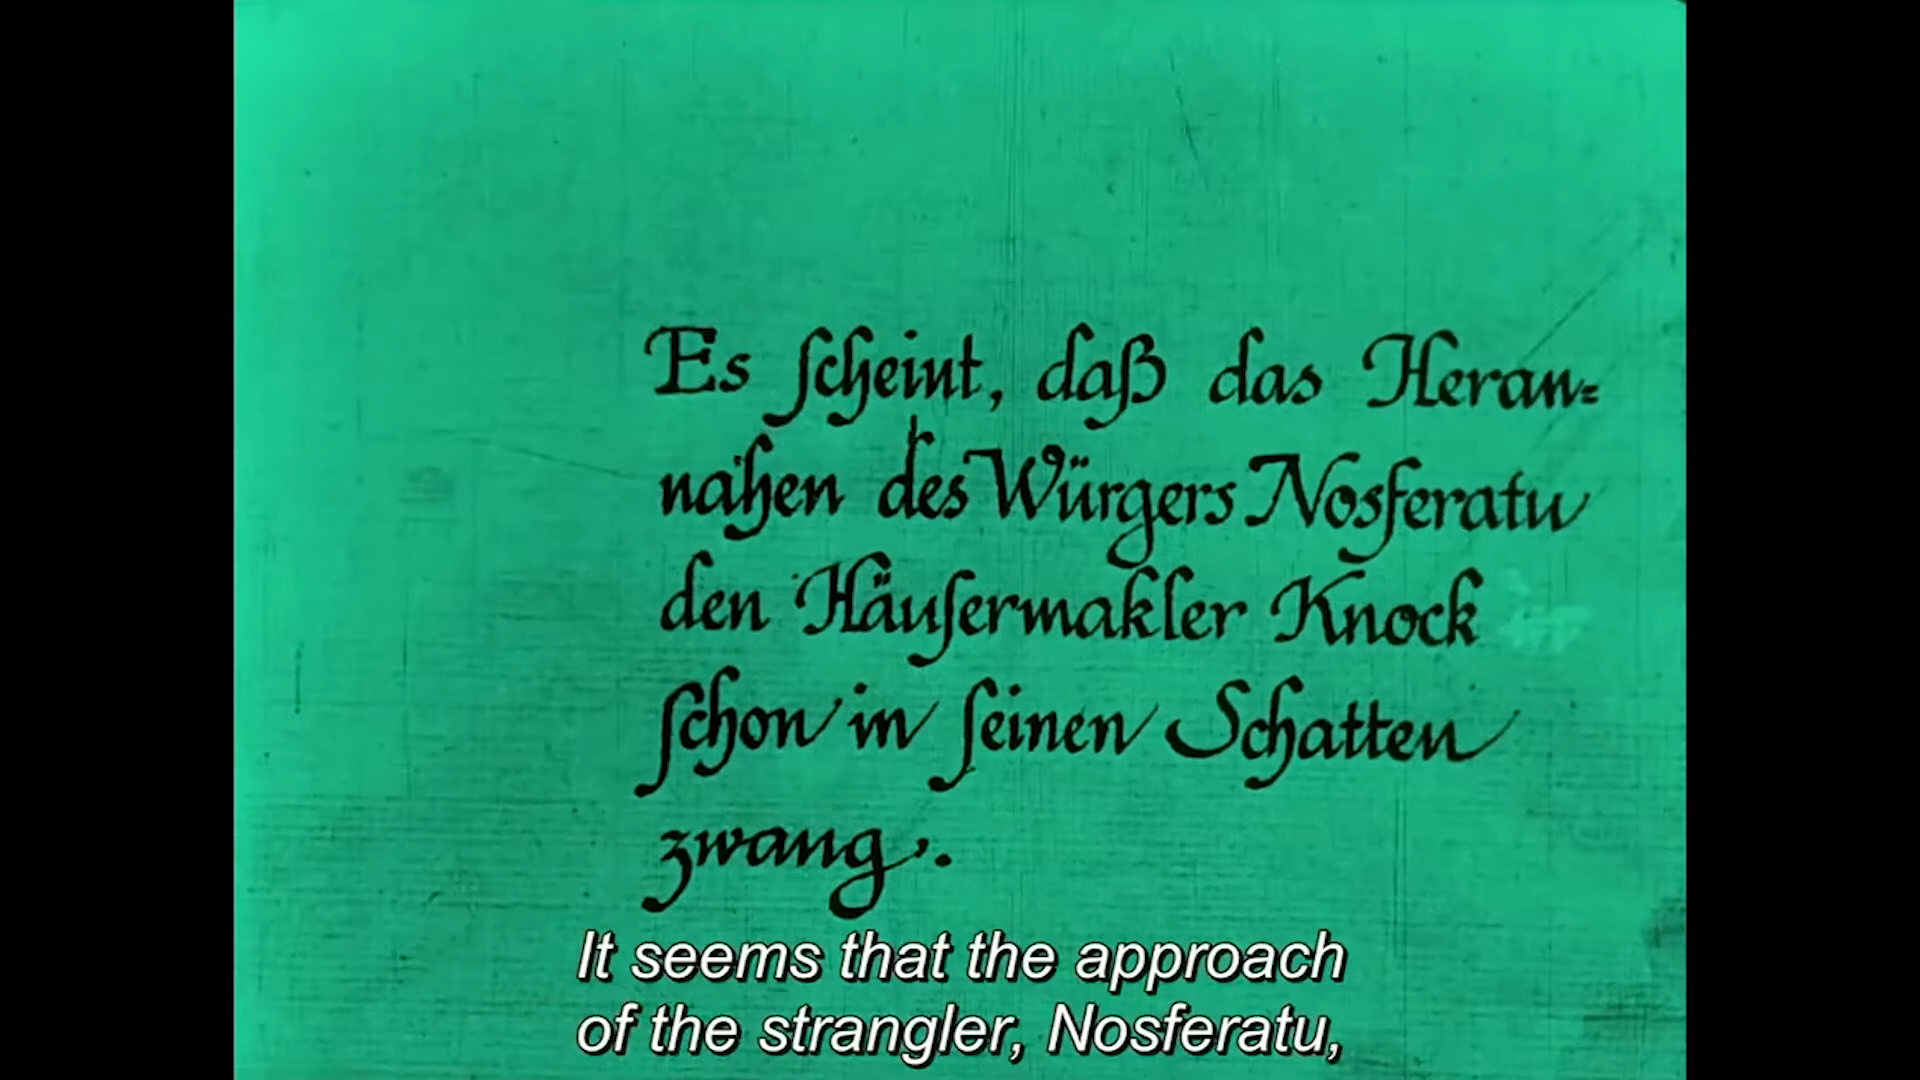 Es ſcheint, daß das Heran⸗
nahen des Würgers Nosferatu
den Häuſermakler Knock
ſchon in ſeinen Schatten
zwang.
It seems that the approach
of the strangler, Nosferatu,